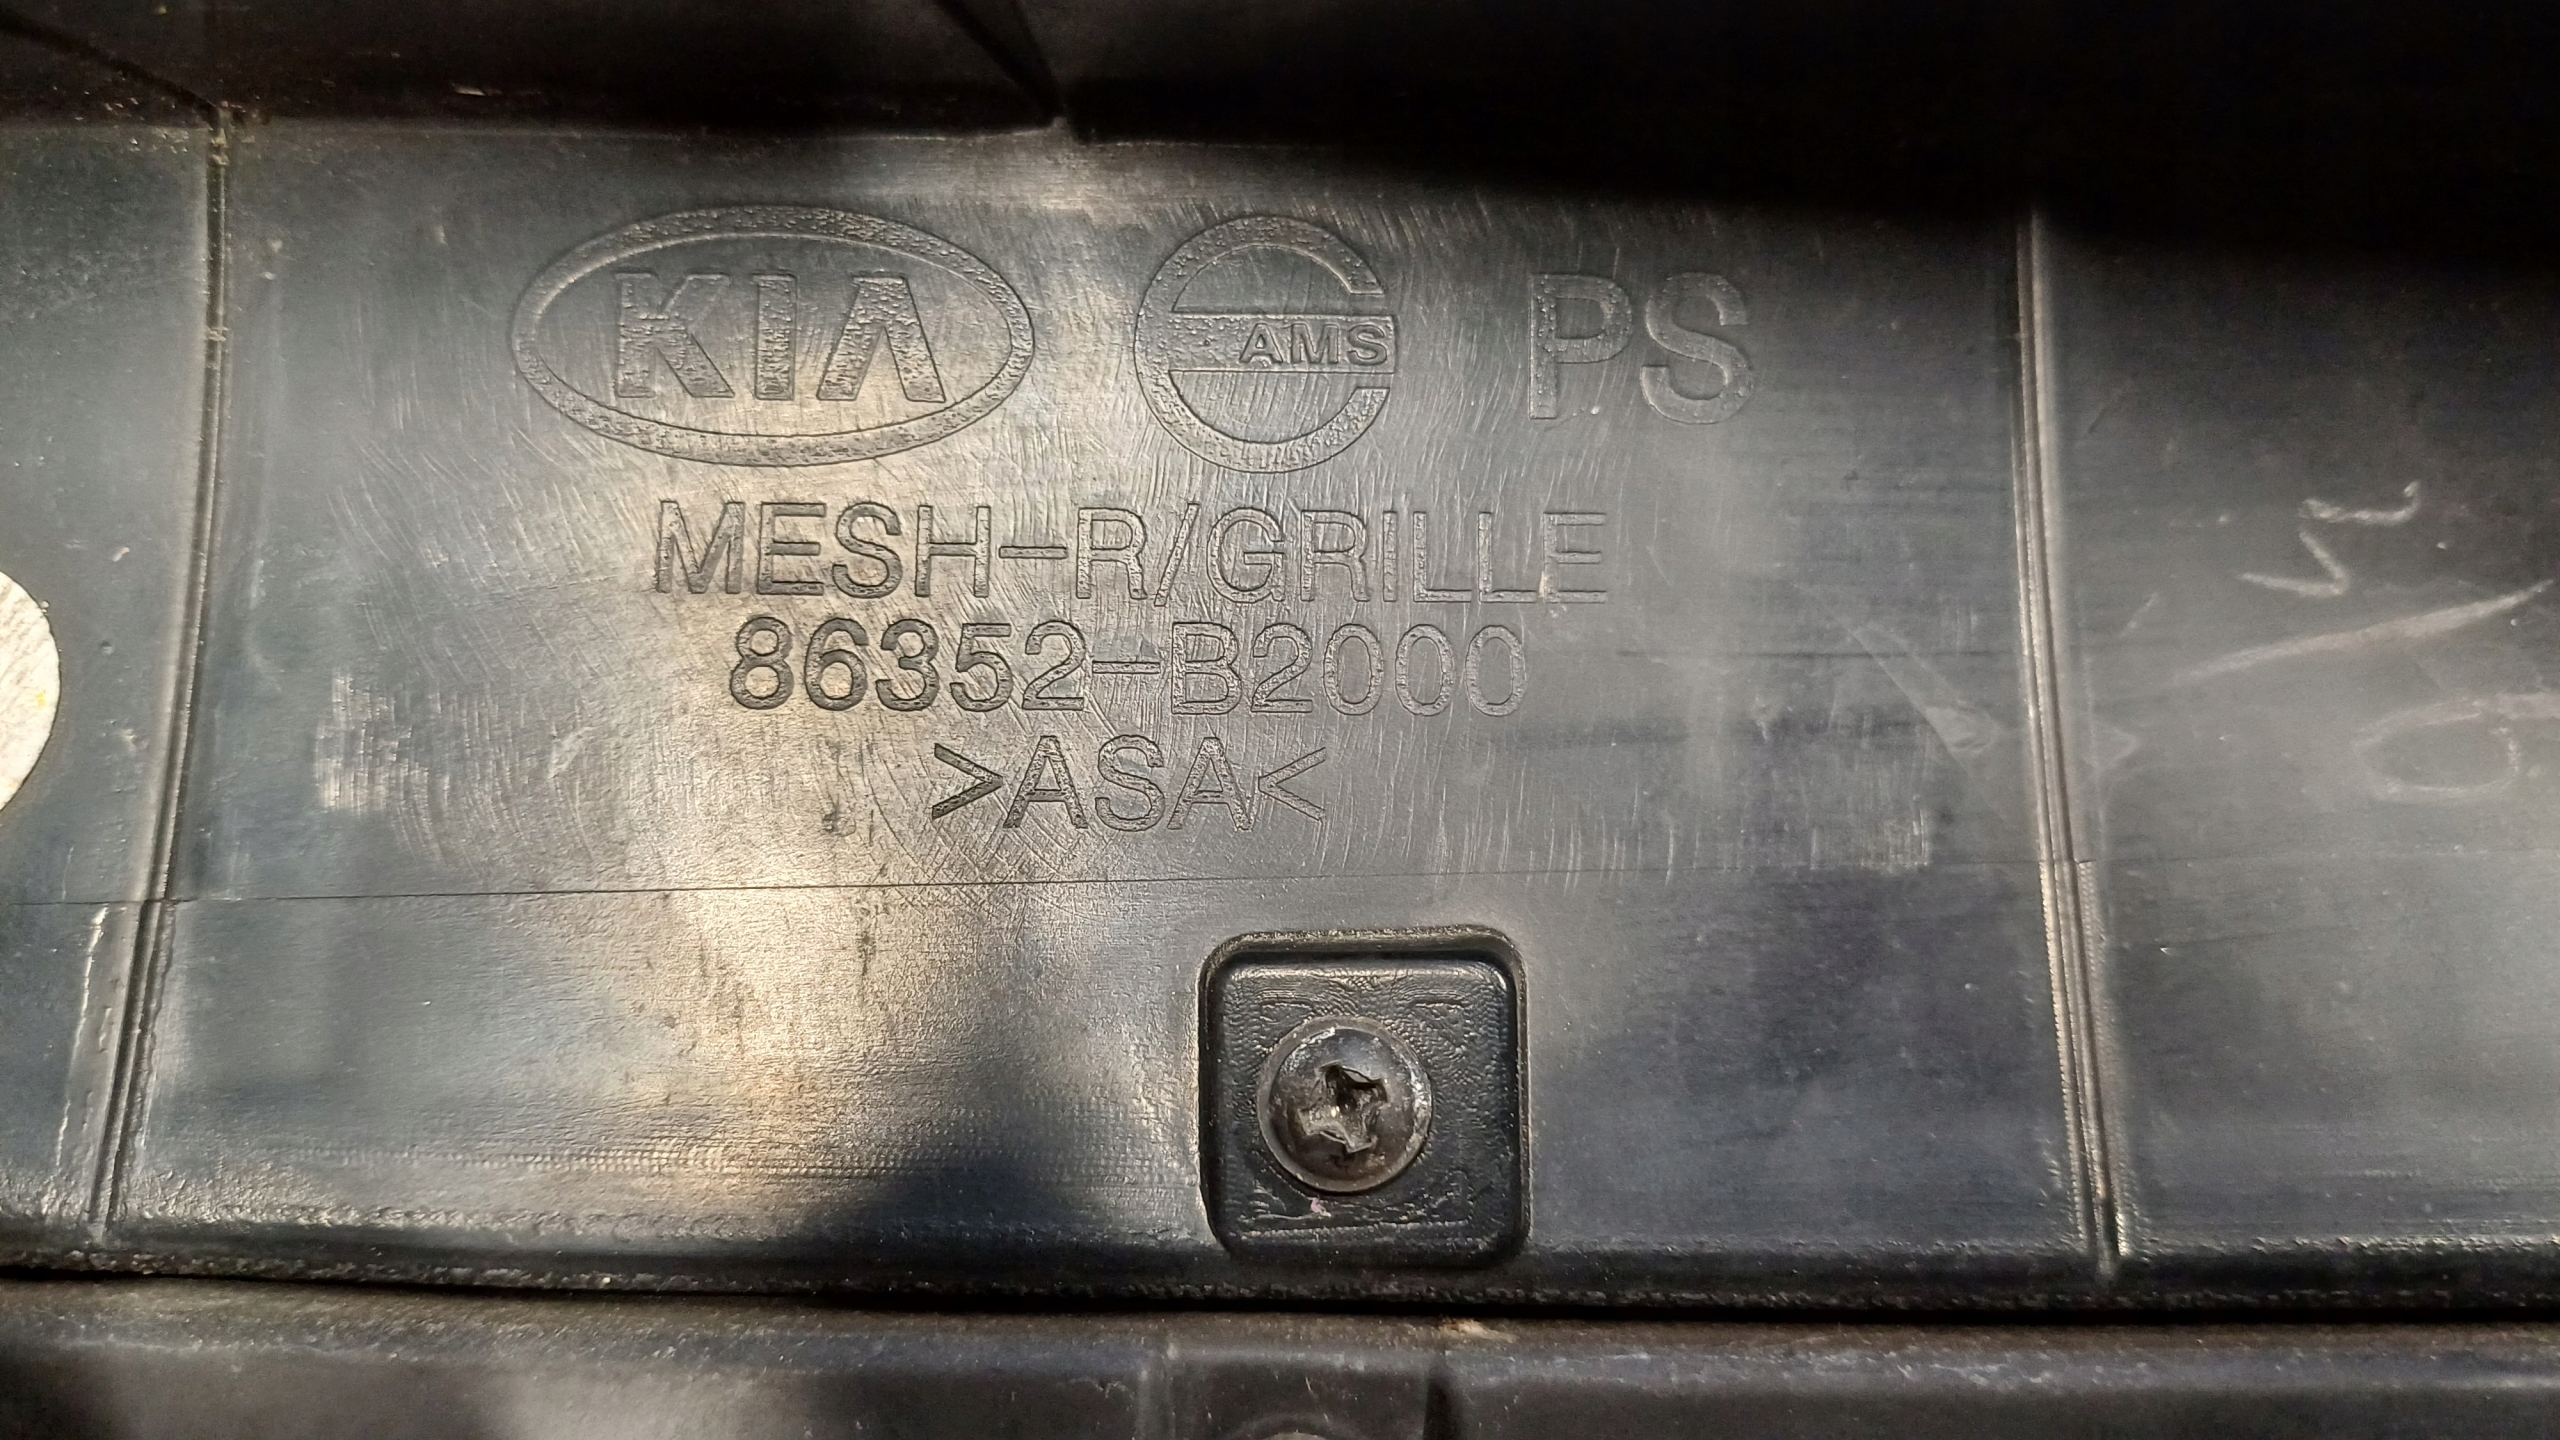 KIA AMS PS
MESH-R/GRILLE
86352-B2000
>ASA<